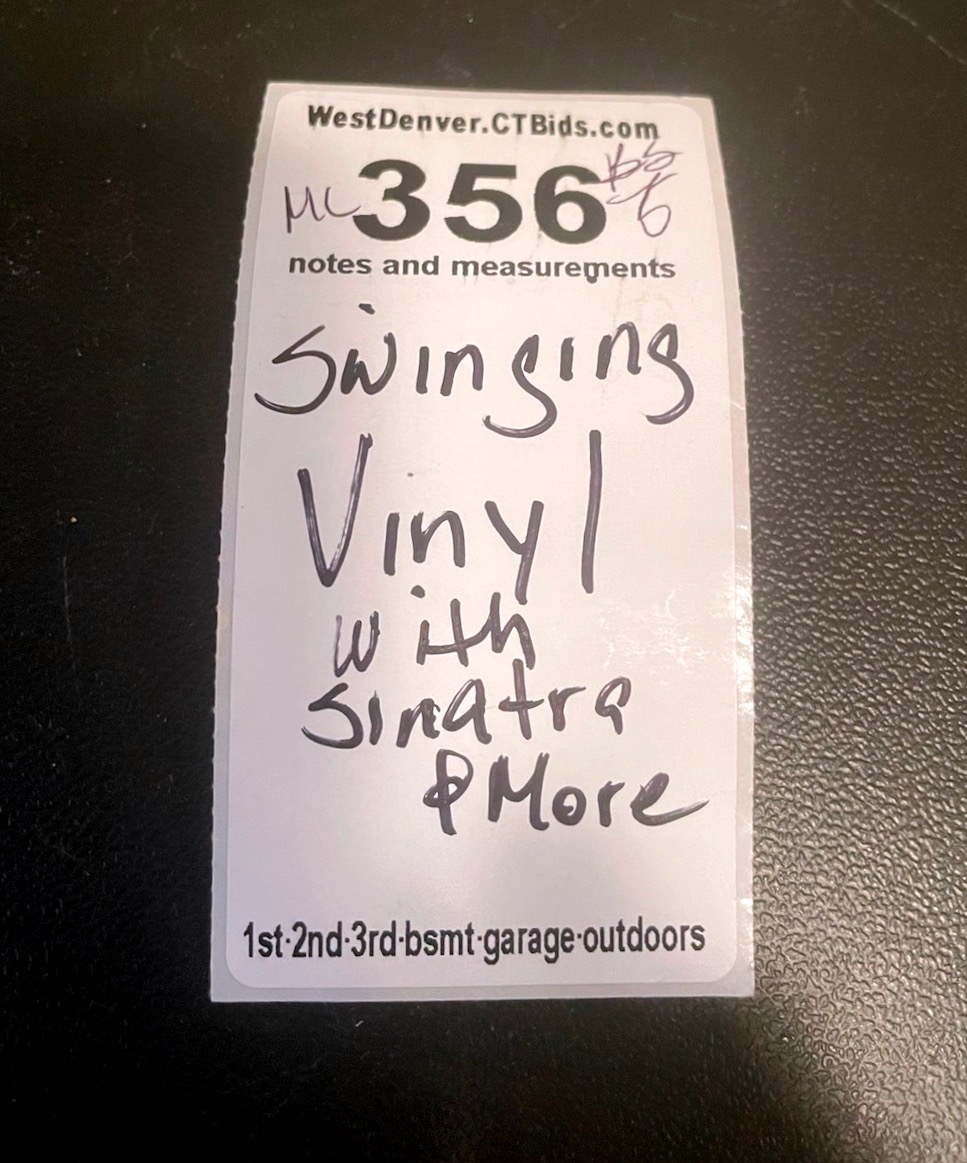 WestDenver.CTBids.com
MC 356
notes and measurements
Swinging
Vinyl
with
Sinatra
& More
1st·2nd·3rd·bsmt·garage·outdoors